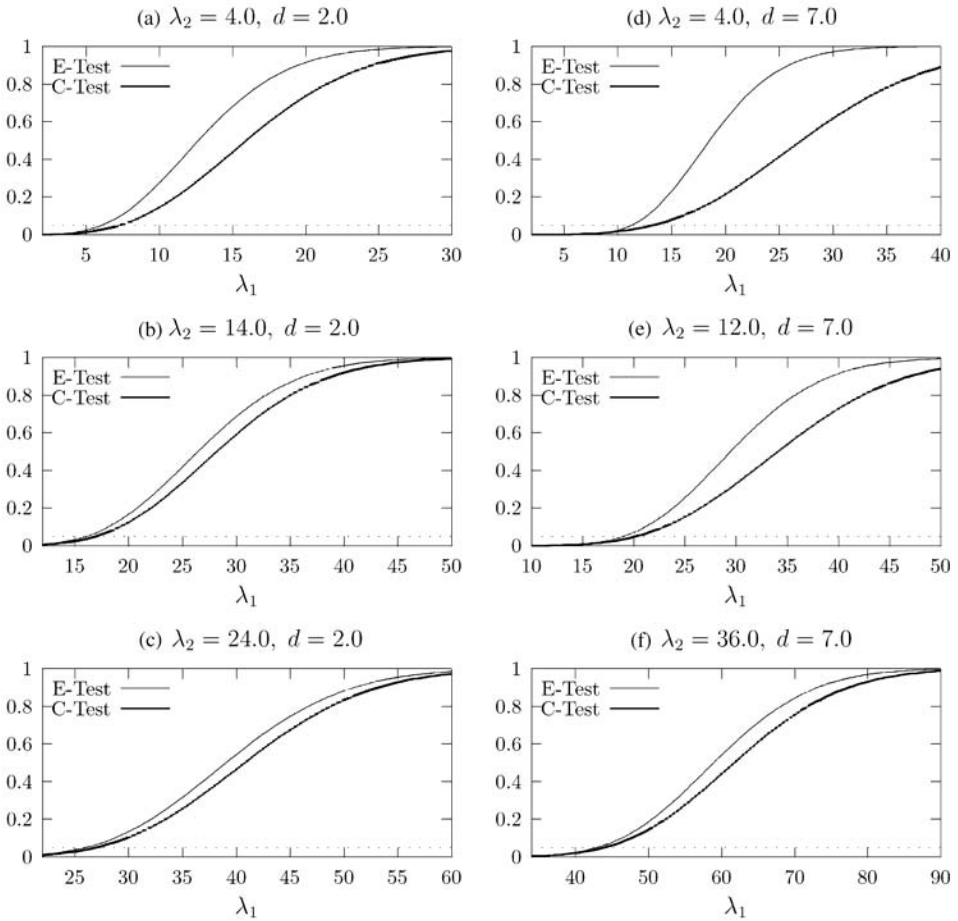 (a) λ₂ = 4.0, d = 2.0
1
E-Test
C-Test
0.8
0.6
0.4
0.2
0
5 10 15 20 25 30
λ₁
(d) λ₂ = 4.0, d = 7.0
1
E-Test
C-Test
0.8
0.6
0.4
0.2
0
5 10 15 20 25 30 35 40
λ₁
(b) λ₂ = 14.0, d = 2.0
1
E-Test
C-Test
0.8
0.6
0.4
0.2
0
15 20 25 30 35 40 45 50
λ₁
(e) λ₂ = 12.0, d = 7.0
1
E-Test
C-Test
0.8
0.6
0.4
0.2
0
10 15 20 25 30 35 40 45 50
λ₁
(c) λ₂ = 24.0, d = 2.0
1
E-Test
C-Test
0.8
0.6
0.4
0.2
0
25 30 35 40 45 50 55 60
λ₁
(f) λ₂ = 36.0, d = 7.0
1
E-Test
C-Test
0.8
0.6
0.4
0.2
0
40 50 60 70 80 90
λ₁